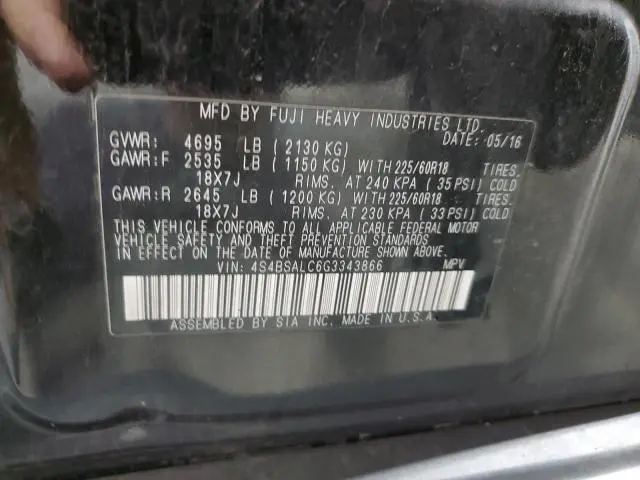 MFD BY FUJI HEAVY INDUSTRIES LTD.
GVWR: 4695 LB ( 2130 KG) DATE: 05/16
GAWR:F 2535 LB ( 1150 KG) WITH 225/60R18 TIRES.
18X7J RIMS. AT 240 KPA ( 35 PSI) COLD
GAWR:R 2645 LB ( 1200 KG) WITH 225/60R18 TIRES.
18X7J RIMS. AT 230 KPA ( 33 PSI) COLD
THIS VEHICLE CONFORMS TO ALL APPLICABLE FEDERAL MOTOR
VEHICLE SAFETY AND THEFT PREVENTION STANDARDS
IN EFFECT ON THE DATE OF MANUFACTURE SHOWN ABOVE.
VIN: 4S4BSALC6G3343866 MPV
ASSEMBLED BY SIA INC. MADE IN U.S.A.